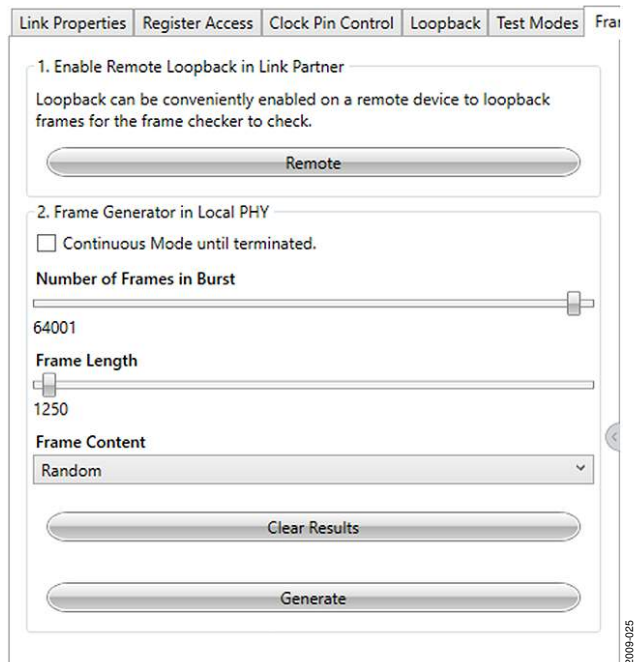 Link Properties Register Access Clock Pin Control Loopback Test Modes
1. Enable Remote Loopback in Link Partner
Loopback can be conveniently enabled on a remote device to loopback
frames for the frame checker to check.
Remote
2. Frame Generator in Local PHY
Continuous Mode until terminated.
Number of Frames in Burst
64001
Frame Length
1250
Frame Content
Random
Clear Results
Generate